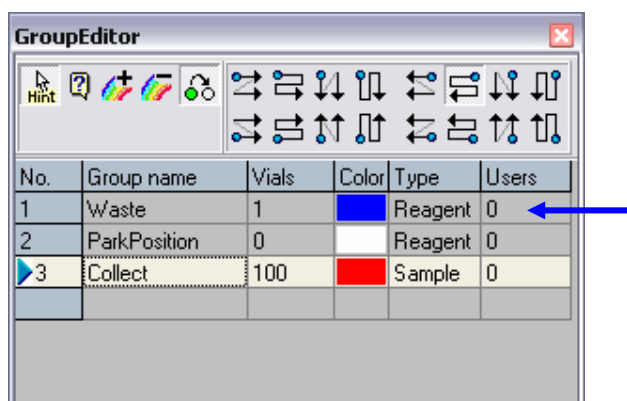 GroupEditor
Hint
No. Group name Vials Color Type Users
1 Waste 1 Reagent 0
2 ParkPosition 0 Reagent 0
3 Collect 100 Sample 0